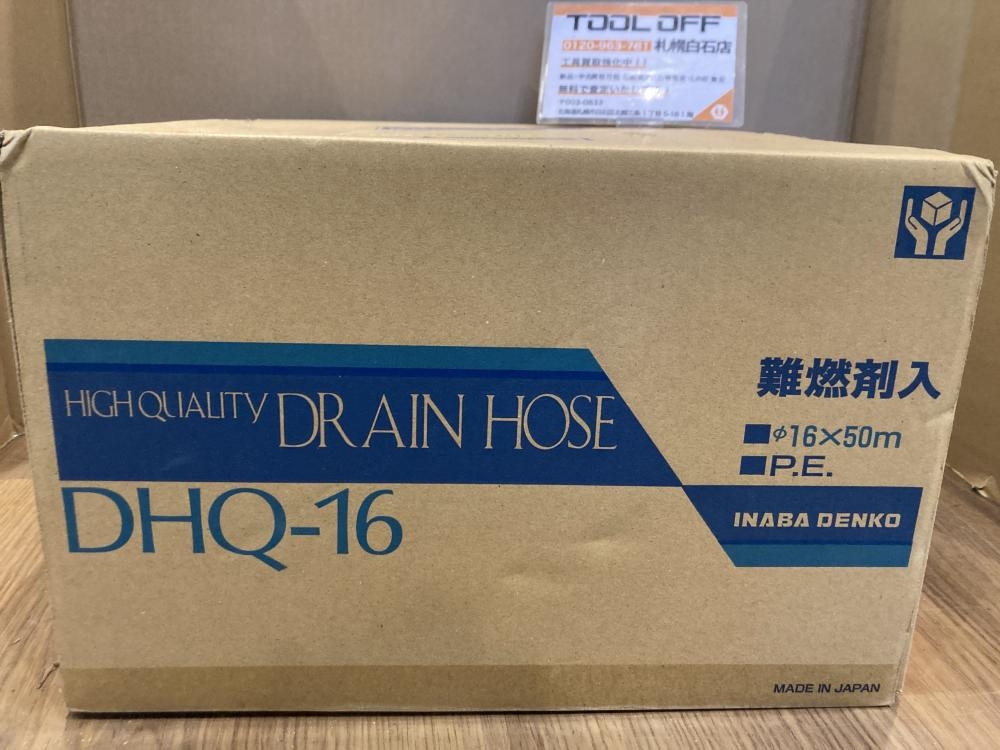 TOOL OFF
0120-963-761 札幌白石店
工具買取強化中！！
無料で査定いたします！
〒003-0833
HIGH QUALITY DRAIN HOSE
難燃剤入
φ16×50m
P.E.
DHQ-16
INABA DENKO
MADE IN JAPAN